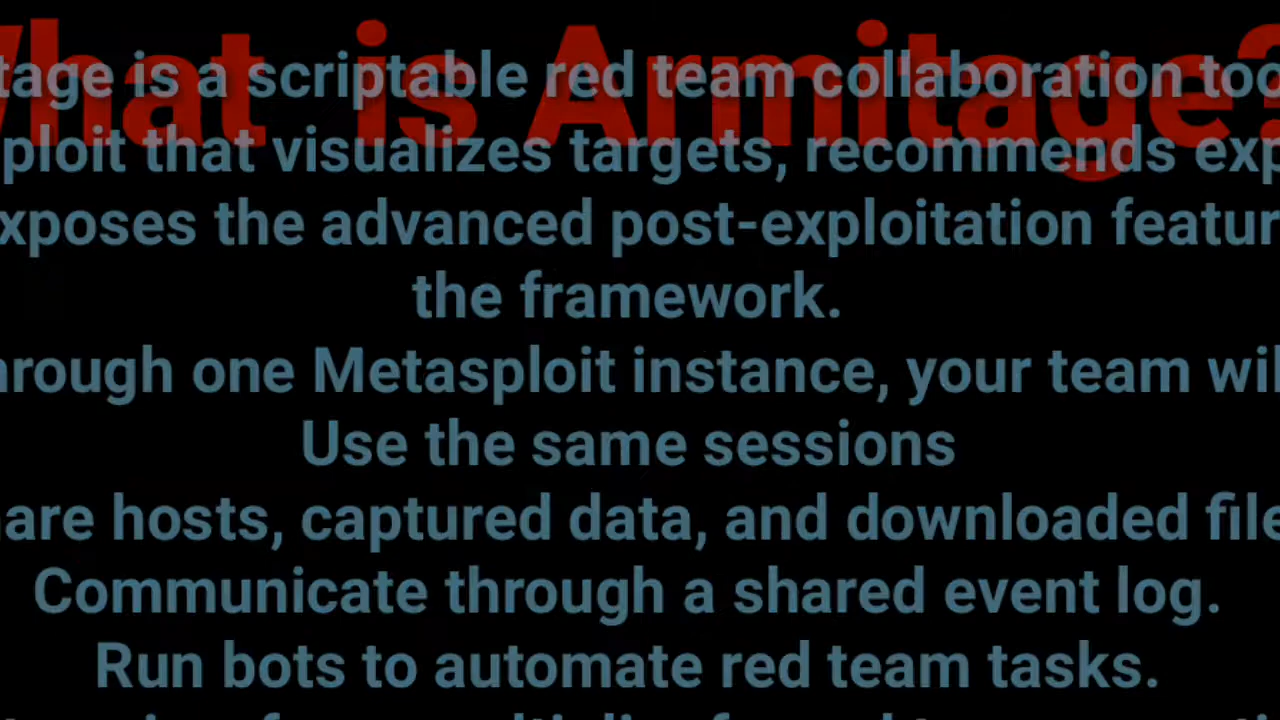 What is Armitage?
tage is a scriptable red team collaboration too
ploit that visualizes targets, recommends exp
xposes the advanced post-exploitation featur
the framework.
hrough one Metasploit instance, your team wil
Use the same sessions
hare hosts, captured data, and downloaded file
Communicate through a shared event log.
Run bots to automate red team tasks.